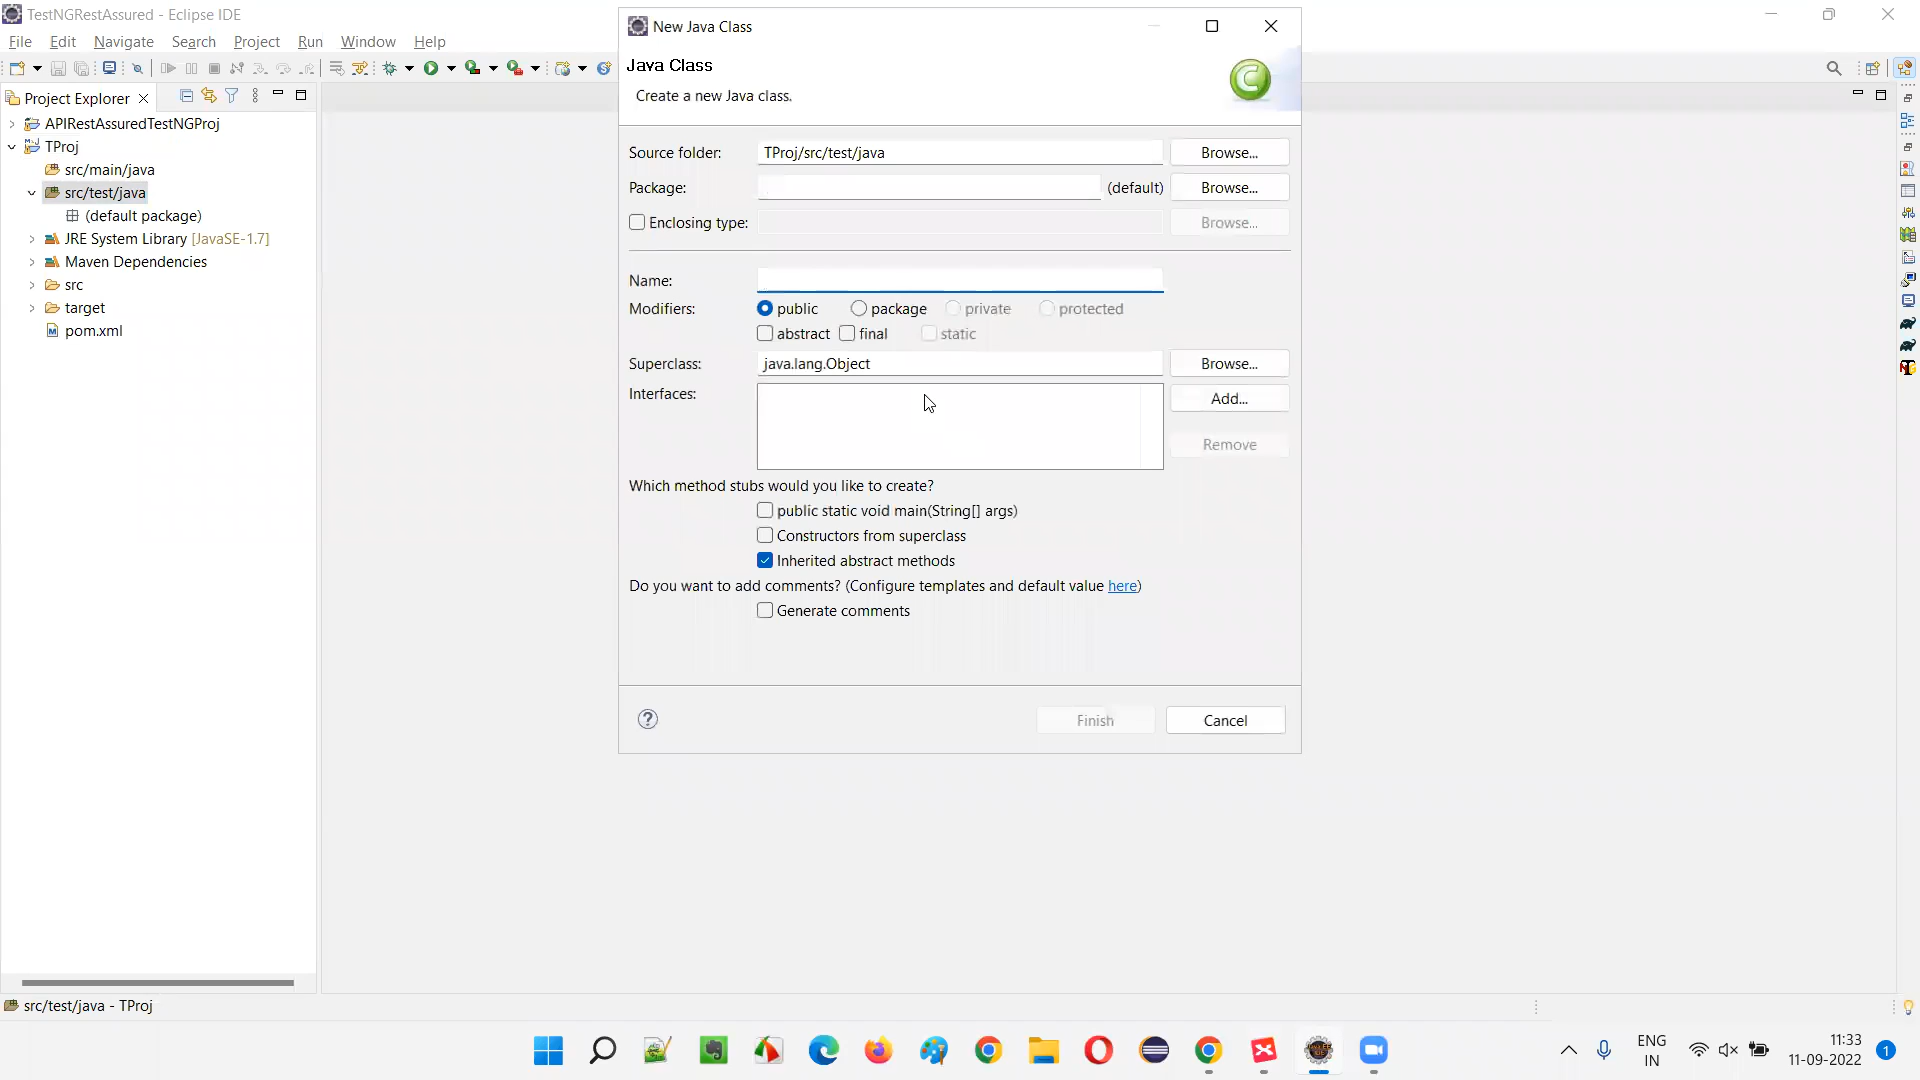 TestNGRestAssured - Eclipse IDE
File Edit Navigate Search Project Run Window Help
Project Explorer
APIRestAssuredTestNGProj
TProj
src/main/java
src/test/java
(default package)
JRE System Library [JavaSE-1.7]
Maven Dependencies
src
target
pom.xml
New Java Class
Java Class
Create a new Java class.
Source folder: TProj/src/test/java Browse...
Package: (default) Browse...
Enclosing type: Browse...
Name:
Modifiers: public package private protected
abstract final static
Superclass: java.lang.Object Browse...
Interfaces: Add...
Remove
Which method stubs would you like to create?
public static void main(String[] args)
Constructors from superclass
Inherited abstract methods
Do you want to add comments? (Configure templates and default value here)
Generate comments
Finish Cancel
src/test/java - TProj
ENG
IN
11:33
11-09-2022
1